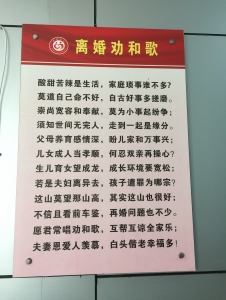 离婚劝和歌
酸甜苦辣是生活，家庭琐事谁不多？
莫道自己命不好，自古好事多磋磨。
崇尚宽容和奉献，莫为小事起纷争；
须知世间无完人，走到一起是缘分。
父母养育感情深，盼儿家和万事兴；
儿女成人当孝顺，何忍双亲再操心？
生儿育女望成龙，成长环境要宽松；
若是夫妇离异去，孩子遭罪为哪宗？
这山莫望那山高，其实这山也很好；
不信且看前车鉴，再婚问题也不少。
愿君常唱劝和歌，互帮互谅全家乐；
夫妻恩爱人羡慕，白头偕老幸福多！